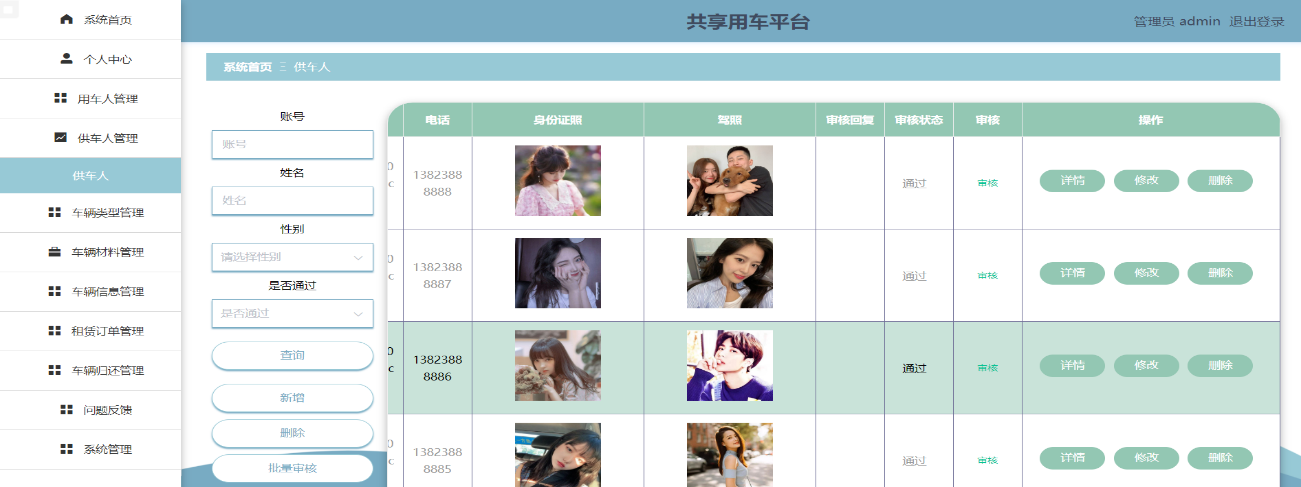 共享用车平台
管理员 admin 退出登录
系统首页
个人中心
用车人管理
供车人管理
供车人
车辆类型管理
车辆材料管理
车辆信息管理
租赁订单管理
车辆归还管理
问题反馈
系统管理
系统首页 供车人
账号
账号
姓名
姓名
性别
请选择性别
是否通过
是否通过
查询
新增
删除
批量审核
电话 身份证照 驾照 审核回复 审核状态 审核 操作
1382388
8888
通过 审核 详情 修改 删除
1382388
8887
通过 审核 详情 修改 删除
1382388
8886
通过 审核 详情 修改 删除
1382388
8885
通过 审核 详情 修改 删除